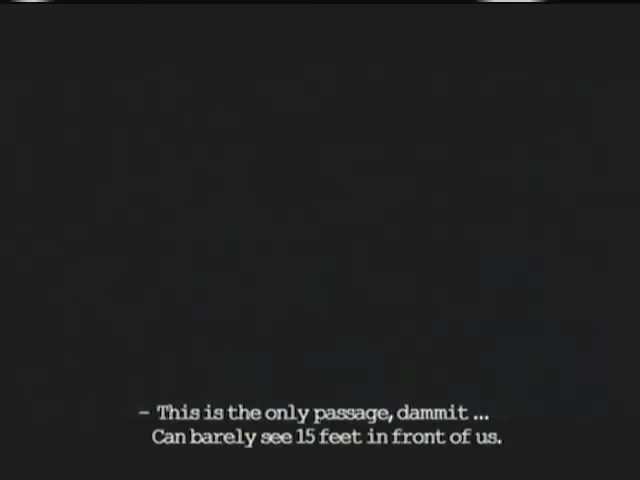 - This is the only passage, dammit ...
Can barely see 15 feet in front of us.